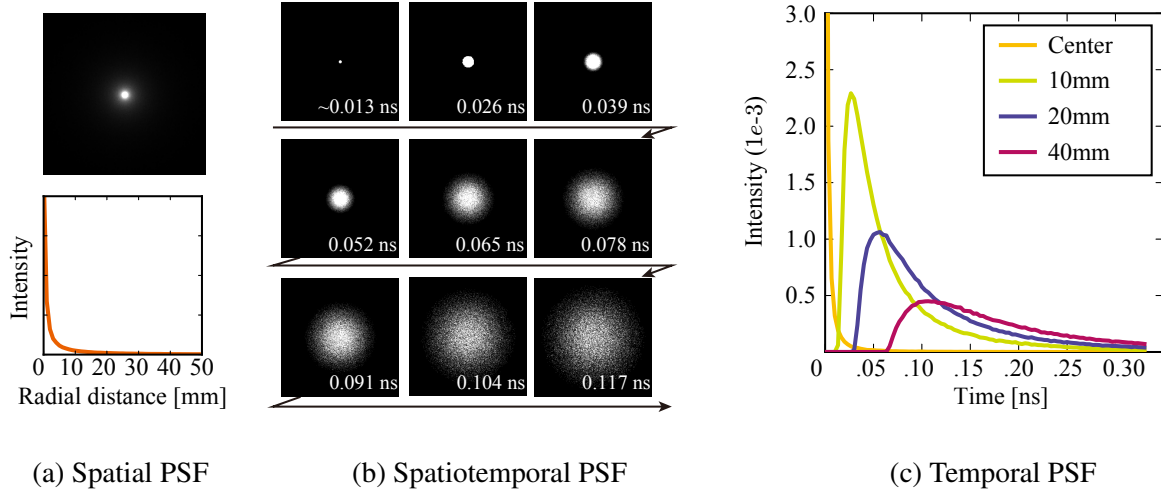 Intensity
0 10 20 30 40 50
Radial distance [mm]
(a) Spatial PSF
~0.013 ns
0.026 ns
0.039 ns
0.052 ns
0.065 ns
0.078 ns
0.091 ns
0.104 ns
0.117 ns
(b) Spatiotemporal PSF
Intensity (1e-3)
3.0
2.5
2.0
1.5
1.0
0.5
0 .05 .10 .15 .20 .25 0.30
Time [ns]
Center
10mm
20mm
40mm
(c) Temporal PSF